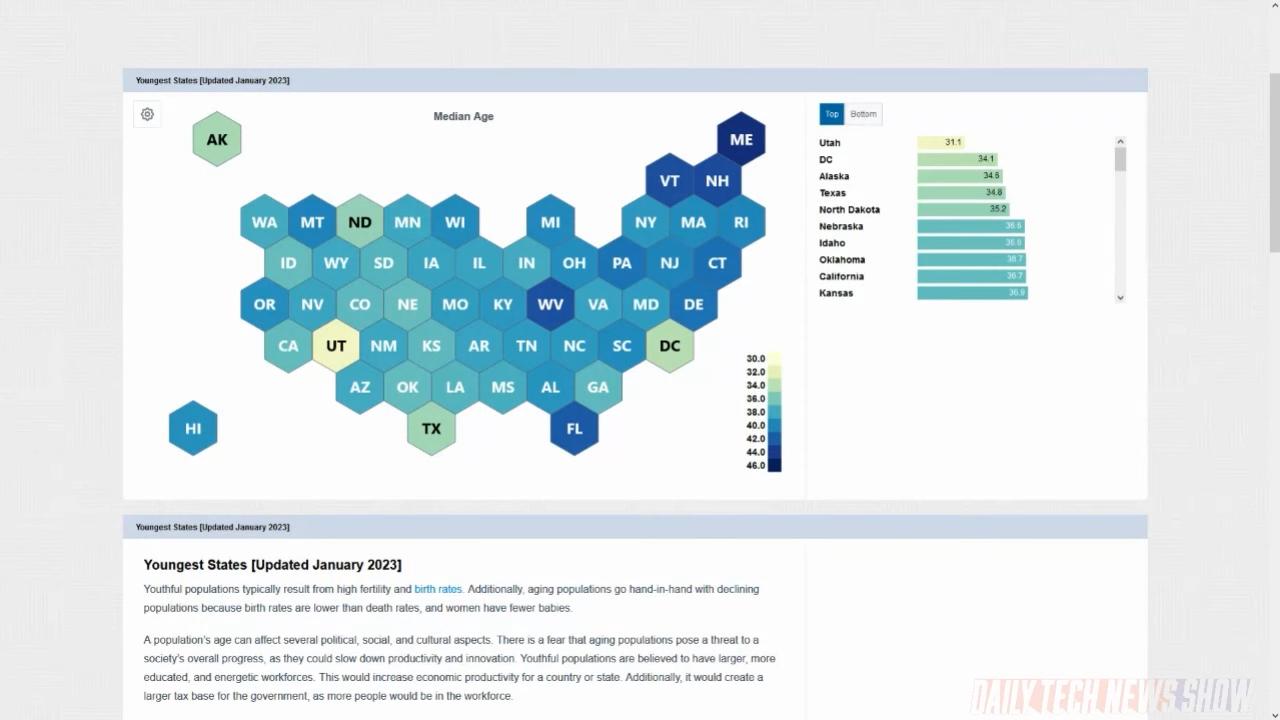 Youngest States [Updated January 2023]
Median Age
AK
ME
VT NH
WA MT ND MN WI MI NY MA RI
ID WY SD IA IL IN OH PA NJ CT
OR NV CO NE MO KY WV VA MD DE
CA UT NM KS AR TN NC SC DC
AZ OK LA MS AL GA
HI TX FL
30.0
32.0
34.0
36.0
38.0
40.0
42.0
44.0
46.0
Top Bottom
Utah 31.1
DC 34.1
Alaska 34.6
Texas 34.8
North Dakota 35.2
Nebraska 36.5
Idaho 36.6
Oklahoma 36.7
California 36.7
Kansas 36.9
Youngest States [Updated January 2023]
Youngest States [Updated January 2023]
Youthful populations typically result from high fertility and birth rates. Additionally, aging populations go hand-in-hand with declining
populations because birth rates are lower than death rates, and women have fewer babies.
A population's age can affect several political, social, and cultural aspects. There is a fear that aging populations pose a threat to a
society's overall progress, as they could slow down productivity and innovation. Youthful populations are believed to have larger, more
educated, and energetic workforces. This would increase economic productivity for a country or state. Additionally, it would create a
larger tax base for the government, as more people would be in the workforce.
DAILY TECH NEWS SHOW